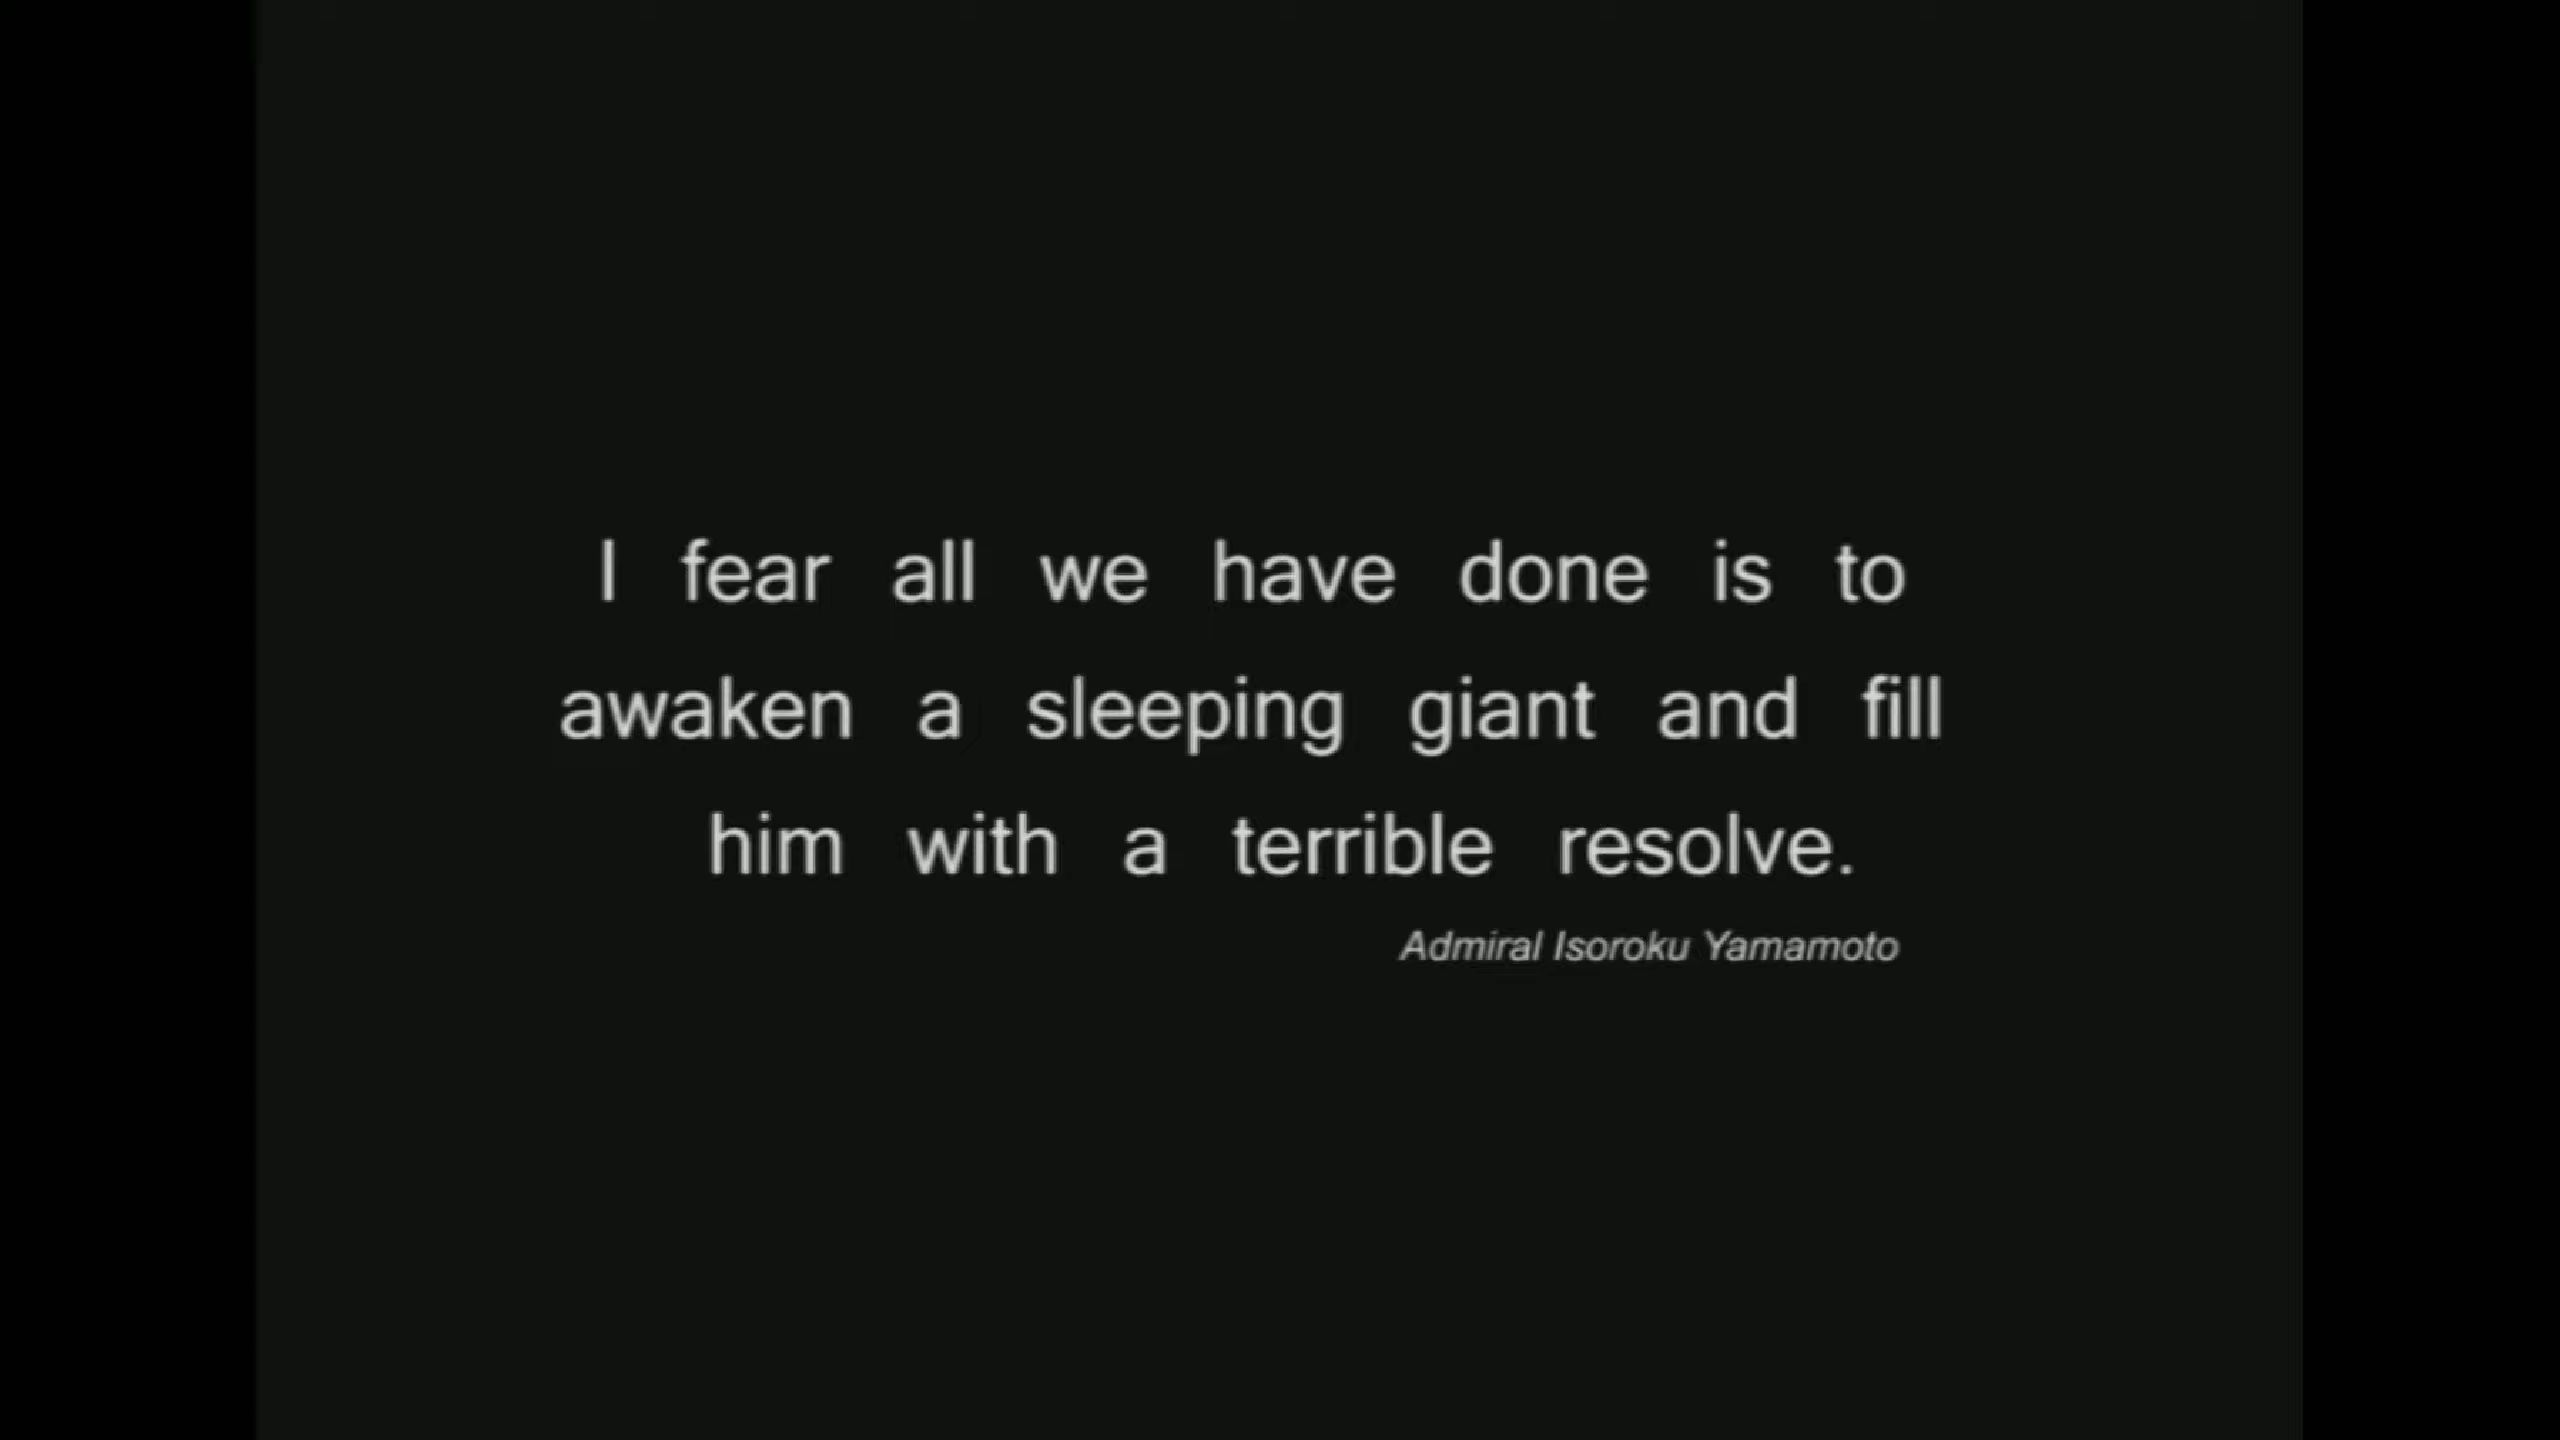 I fear all we have done is to
awaken a sleeping giant and fill
him with a terrible resolve.
Admiral Isoroku Yamamoto